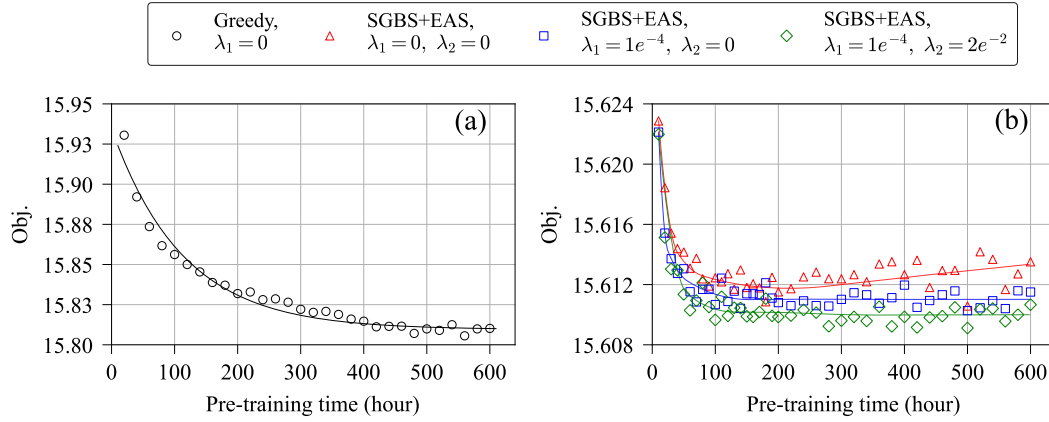 Greedy, SGBS+EAS, SGBS+EAS, SGBS+EAS,
λ₁=0 λ₁=0, λ₂=0 λ₁=1e⁻⁴, λ₂=0 λ₁=1e⁻⁴, λ₂=2e⁻²
(a)
15.95
15.93
15.90
15.88
15.85
15.83
15.80
Obj.
0 100 200 300 400 500 600
Pre-training time (hour)
(b)
15.624
15.620
15.616
15.612
15.608
Obj.
0 100 200 300 400 500 600
Pre-training time (hour)